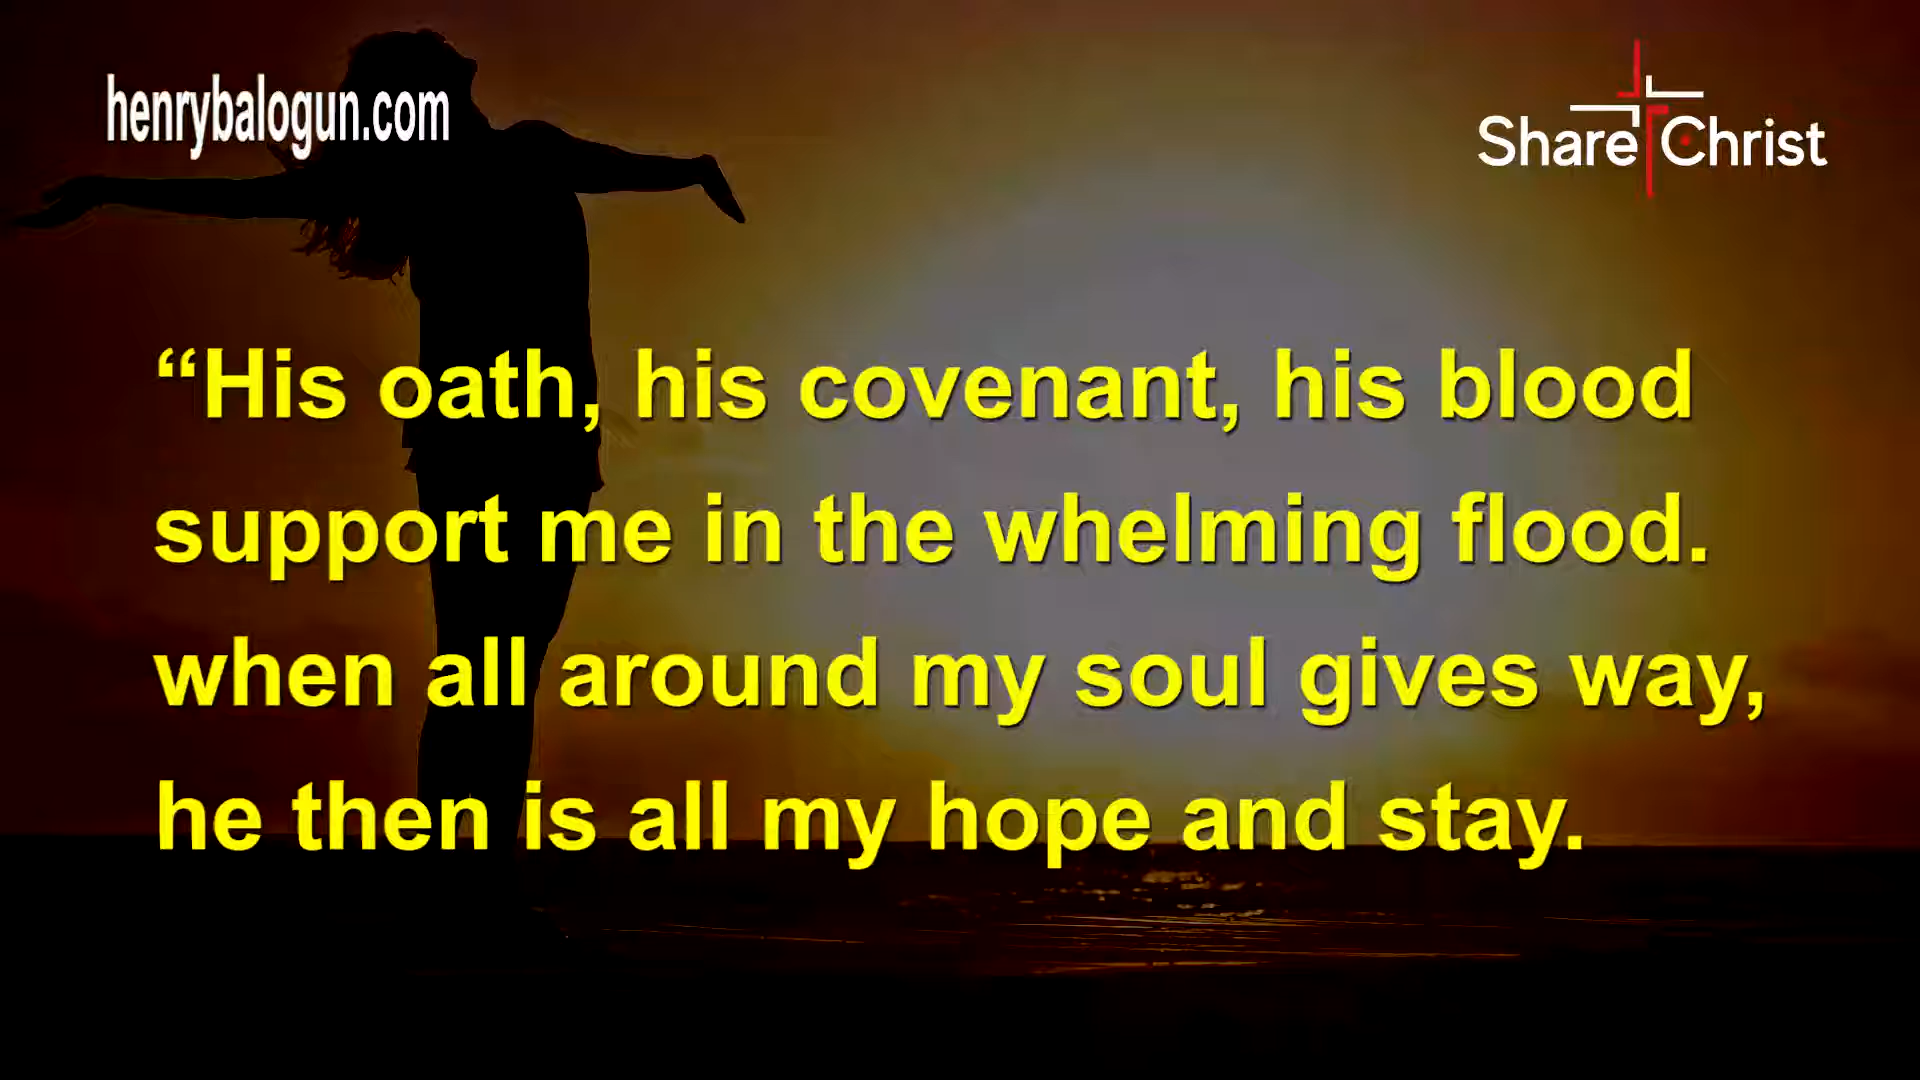 henrybalogun.com
Share Christ
“His oath, his covenant, his blood
support me in the whelming flood.
when all around my soul gives way,
he then is all my hope and stay.